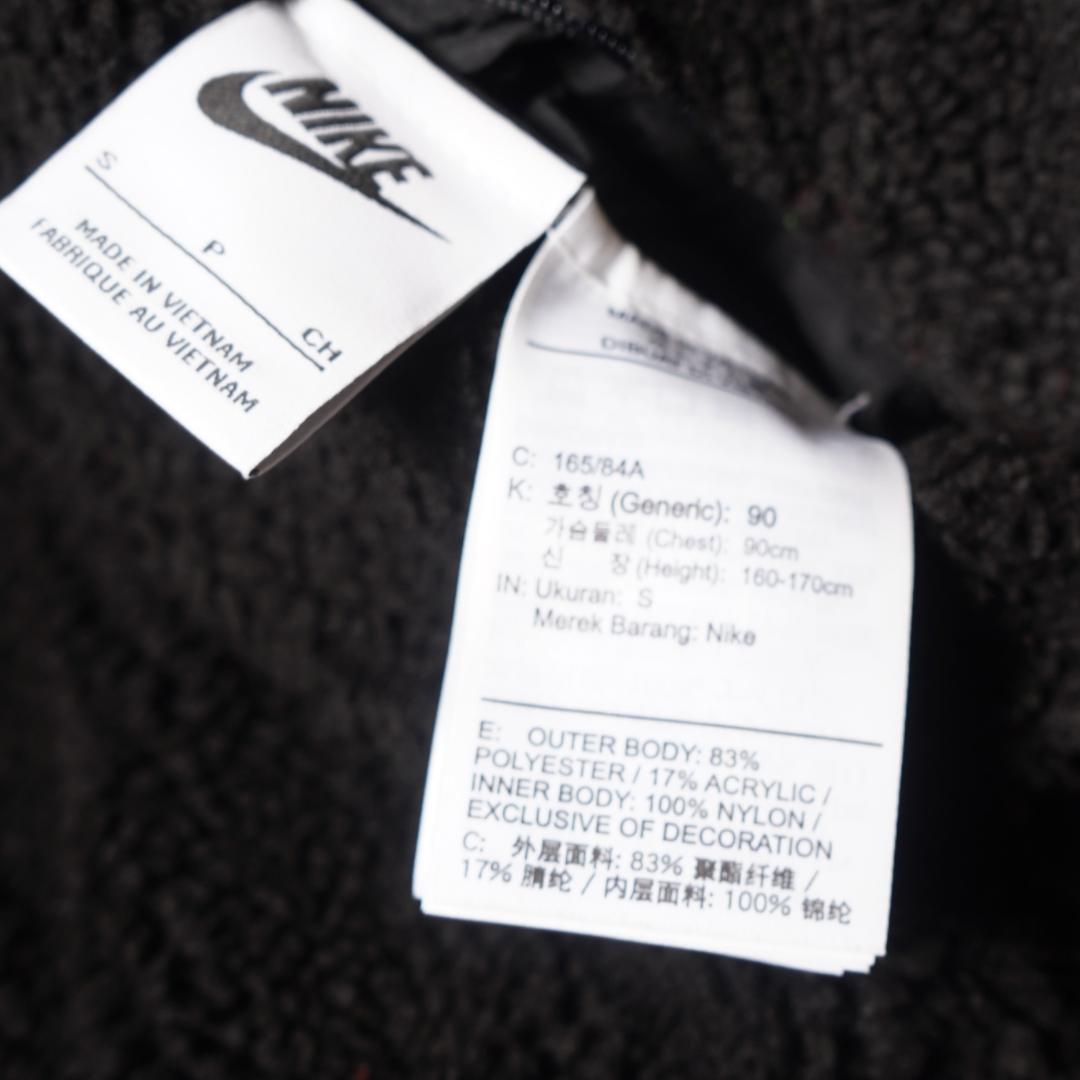 NIKE
S
P
CH
MADE IN VIETNAM
FABRIQUE AU VIETNAM
C: 165/84A
K: 호칭 (Generic): 90
가슴둘레 (Chest): 90cm
신 장 (Height): 160-170cm
IN: Ukuran: S
Merek Barang: Nike
E: OUTER BODY: 83%
POLYESTER / 17% ACRYLIC /
INNER BODY: 100% NYLON /
EXCLUSIVE OF DECORATION
C: 外层面料: 83% 聚酯纤维 /
17% 腈纶 / 内层面料: 100% 锦纶